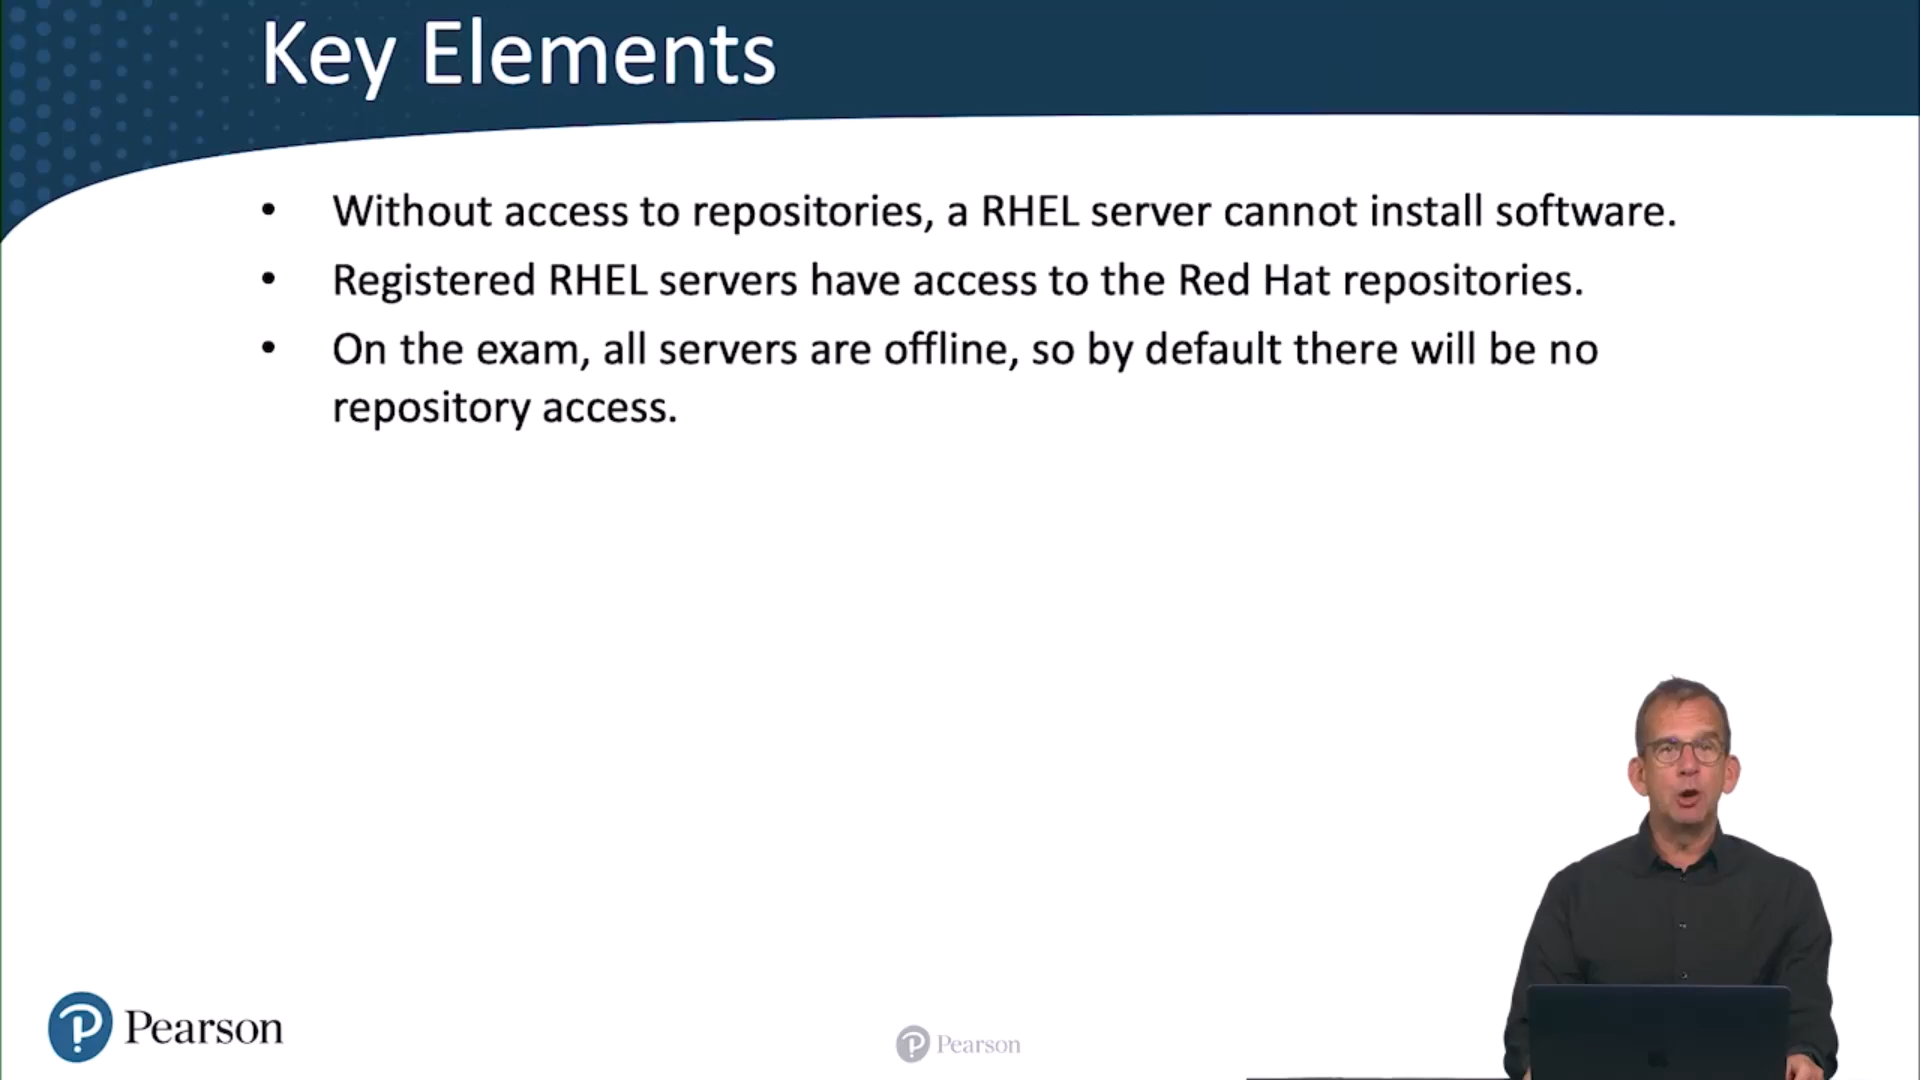 Key Elements
• Without access to repositories, a RHEL server cannot install software.
• Registered RHEL servers have access to the Red Hat repositories.
• On the exam, all servers are offline, so by default there will be no
repository access.
Pearson
Pearson